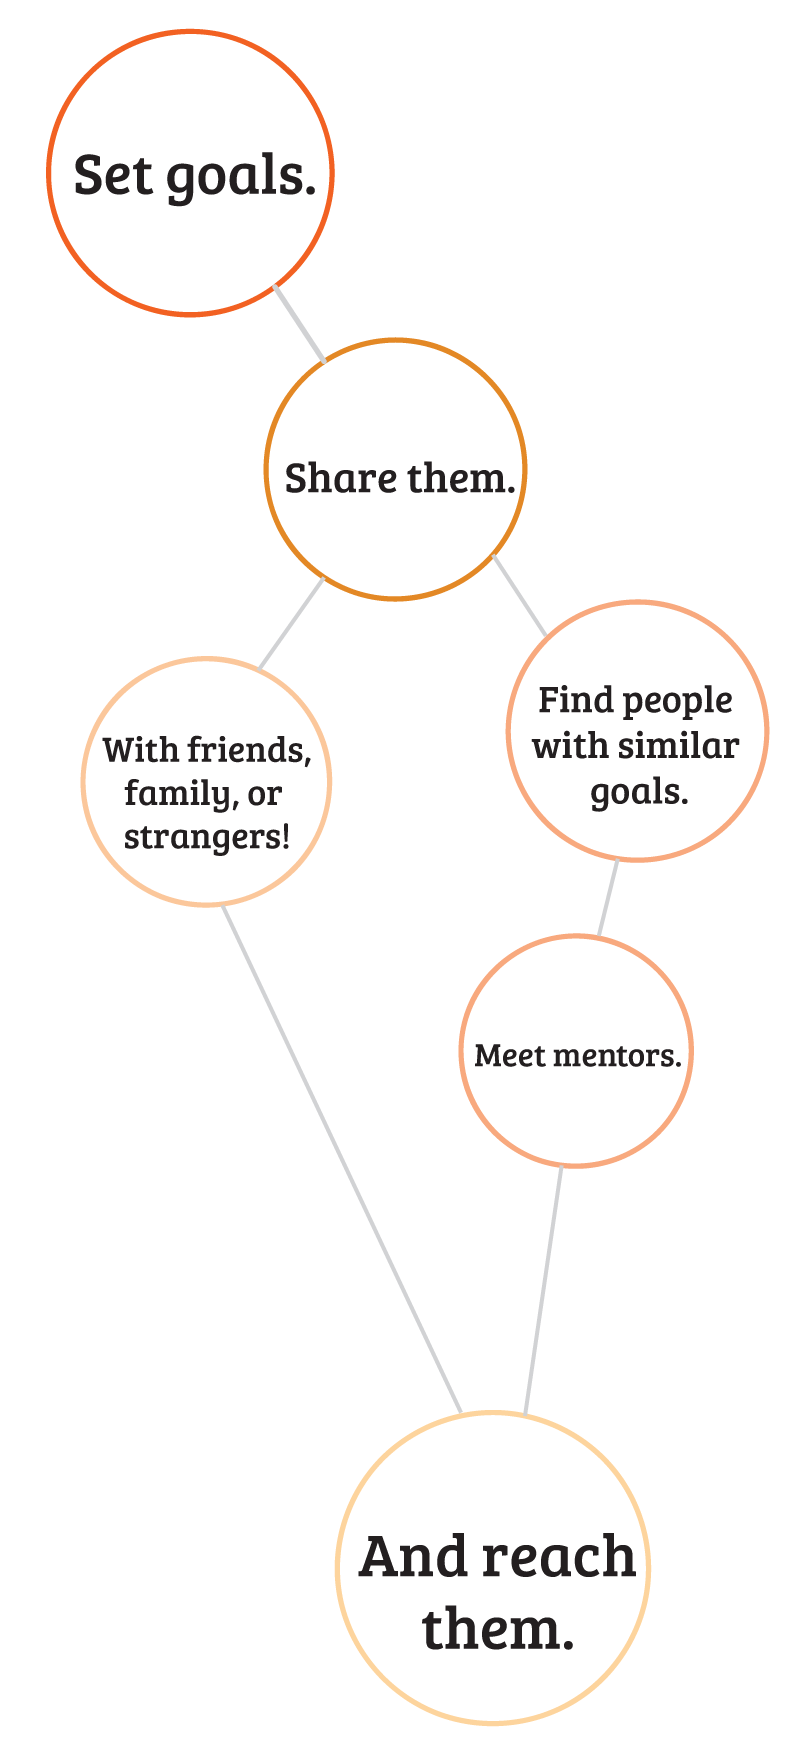 Set goals.
Share them.
With friends,
family, or
strangers!
Find people
with similar
goals.
Meet mentors.
And reach
them.